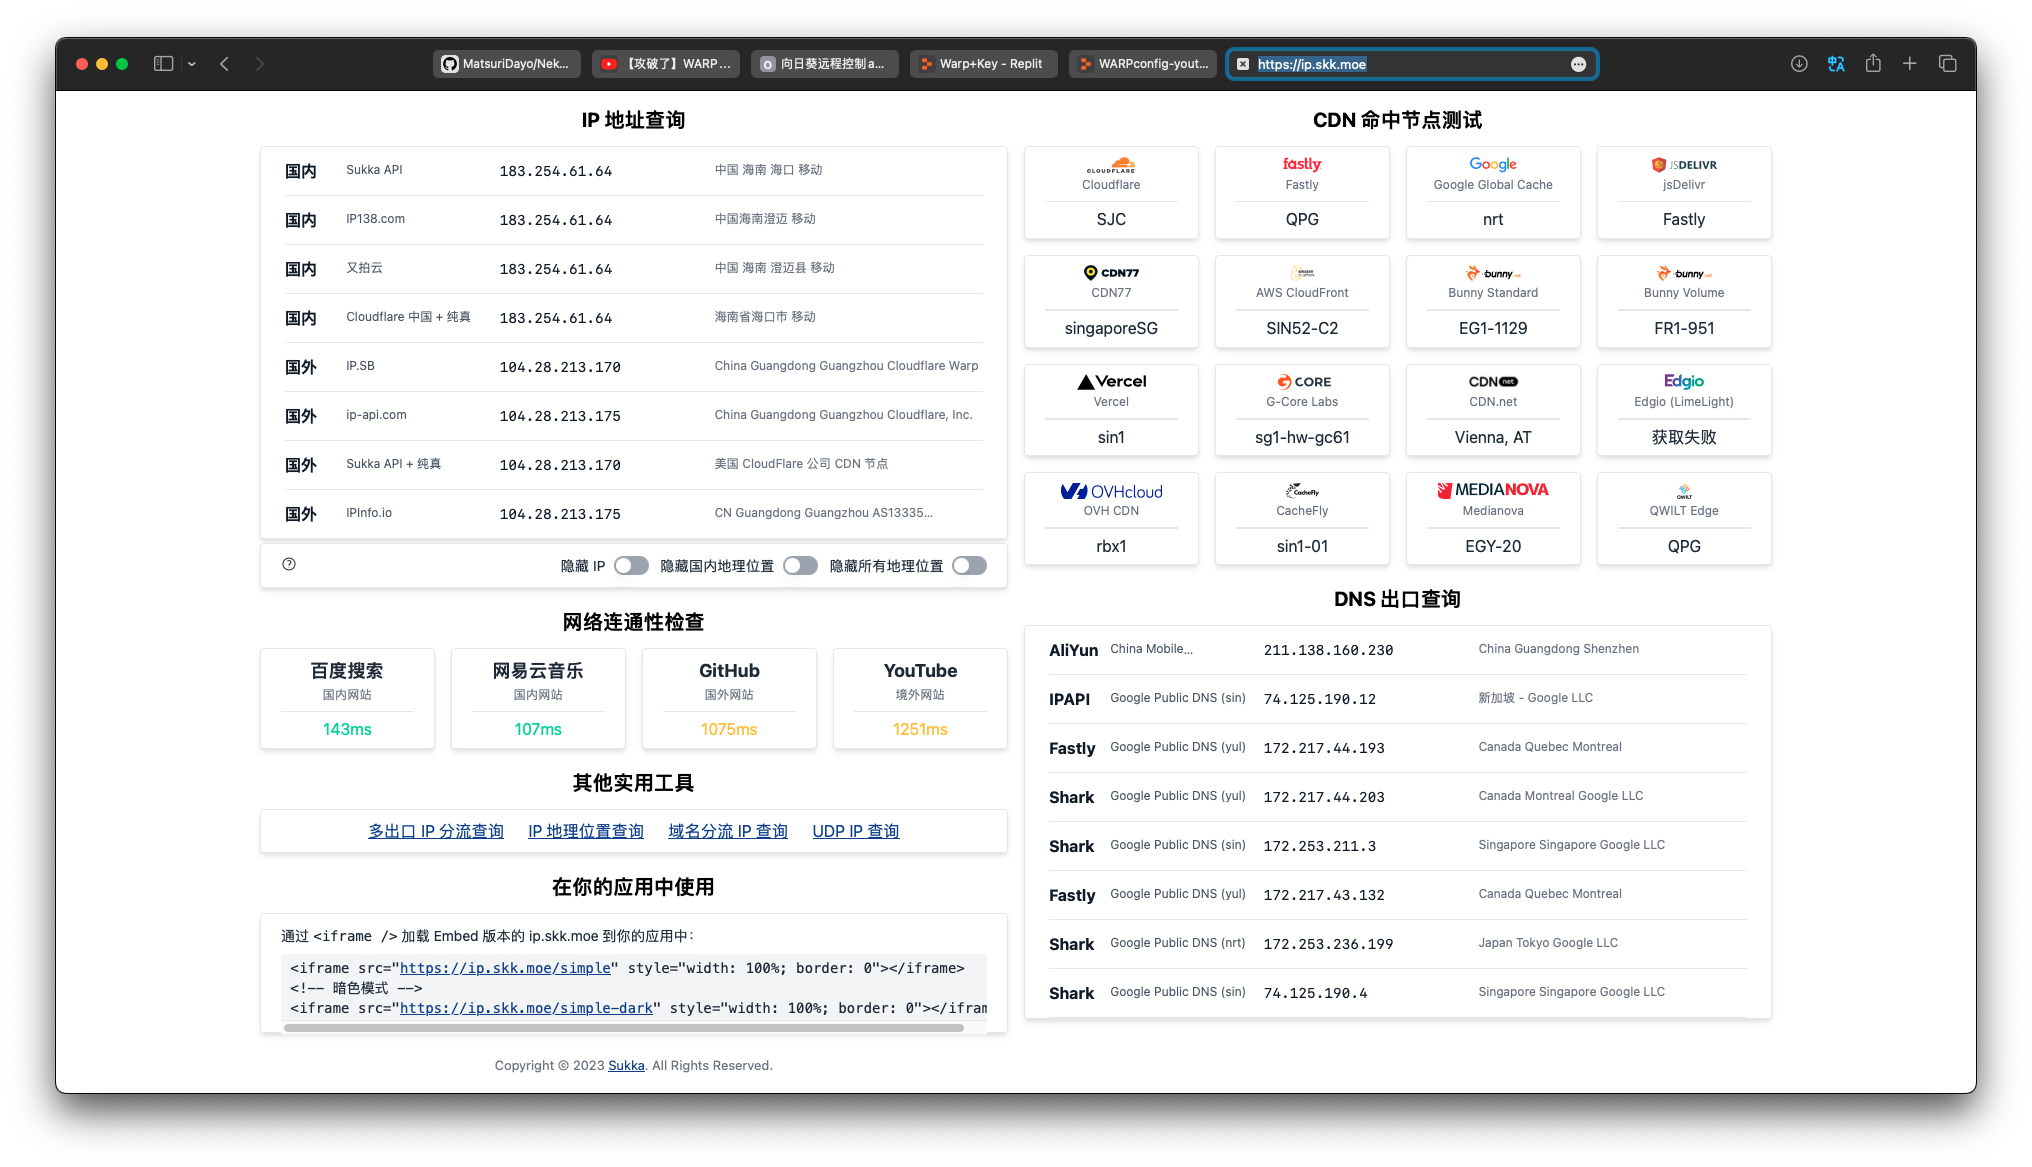 MatsuriDayo/Nek...
【攻破了】WARP...
向日葵远程控制a...
Warp+Key - Replit
WARPconfig-yout...
https://ip.skk.moe
IP 地址查询
国内 Sukka API 183.254.61.64 中国 海南 海口 移动
国内 IP138.com 183.254.61.64 中国海南澄迈 移动
国内 又拍云 183.254.61.64 中国 海南 澄迈县 移动
国内 Cloudflare 中国 + 纯真 183.254.61.64 海南省海口市 移动
国外 IP.SB 104.28.213.170 China Guangdong Guangzhou Cloudflare Warp
国外 ip-api.com 104.28.213.175 China Guangdong Guangzhou Cloudflare, Inc.
国外 Sukka API + 纯真 104.28.213.170 美国 CloudFlare 公司 CDN 节点
国外 IPInfo.io 104.28.213.175 CN Guangdong Guangzhou AS13335...
隐藏 IP 隐藏国内地理位置 隐藏所有地理位置
网络连通性检查
百度搜索
国内网站
143ms
网易云音乐
国内网站
107ms
GitHub
国外网站
1075ms
YouTube
境外网站
1251ms
其他实用工具
多出口 IP 分流查询 IP 地理位置查询 域名分流 IP 查询 UDP IP 查询
在你的应用中使用
通过 <iframe /> 加载 Embed 版本的 ip.skk.moe 到你的应用中：
<iframe src="https://ip.skk.moe/simple" style="width: 100%; border: 0"></iframe>
<!-- 暗色模式 -->
<iframe src="https://ip.skk.moe/simple-dark" style="width: 100%; border: 0"></ifram
Copyright © 2023 Sukka. All Rights Reserved.
CDN 命中节点测试
CLOUDFLARE
Cloudflare
SJC
fastly
Fastly
QPG
Google
Google Global Cache
nrt
JSDELIVR
jsDelivr
Fastly
CDN77
CDN77
singaporeSG
AWS CloudFront
SIN52-C2
bunny.net
Bunny Standard
EG1-1129
bunny.net
Bunny Volume
FR1-951
Vercel
Vercel
sin1
CORE
G-Core Labs
sg1-hw-gc61
CDN net
CDN.net
Vienna, AT
Edgio
Edgio (LimeLight)
获取失败
OVHcloud
OVH CDN
rbx1
CacheFly
CacheFly
sin1-01
MEDIANOVA
Medianova
EGY-20
QWILT
QWILT Edge
QPG
DNS 出口查询
AliYun China Mobile... 211.138.160.230 China Guangdong Shenzhen
IPAPI Google Public DNS (sin) 74.125.190.12 新加坡 - Google LLC
Fastly Google Public DNS (yul) 172.217.44.193 Canada Quebec Montreal
Shark Google Public DNS (yul) 172.217.44.203 Canada Montreal Google LLC
Shark Google Public DNS (sin) 172.253.211.3 Singapore Singapore Google LLC
Fastly Google Public DNS (yul) 172.217.43.132 Canada Quebec Montreal
Shark Google Public DNS (nrt) 172.253.236.199 Japan Tokyo Google LLC
Shark Google Public DNS (sin) 74.125.190.4 Singapore Singapore Google LLC